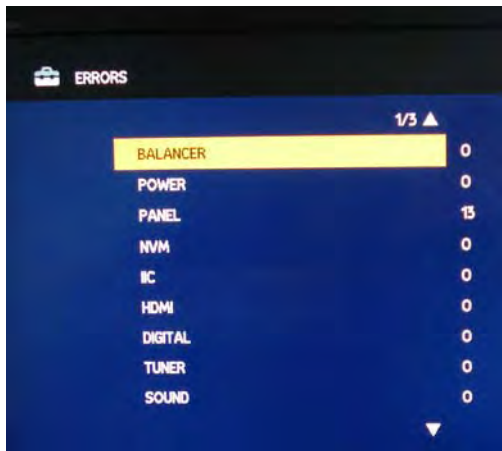 ERRORS
1/3 ▲
BALANCER 0
POWER 0
PANEL 13
NVM 0
IIC 0
HDMI 0
DIGITAL 0
TUNER 0
SOUND 0
▼